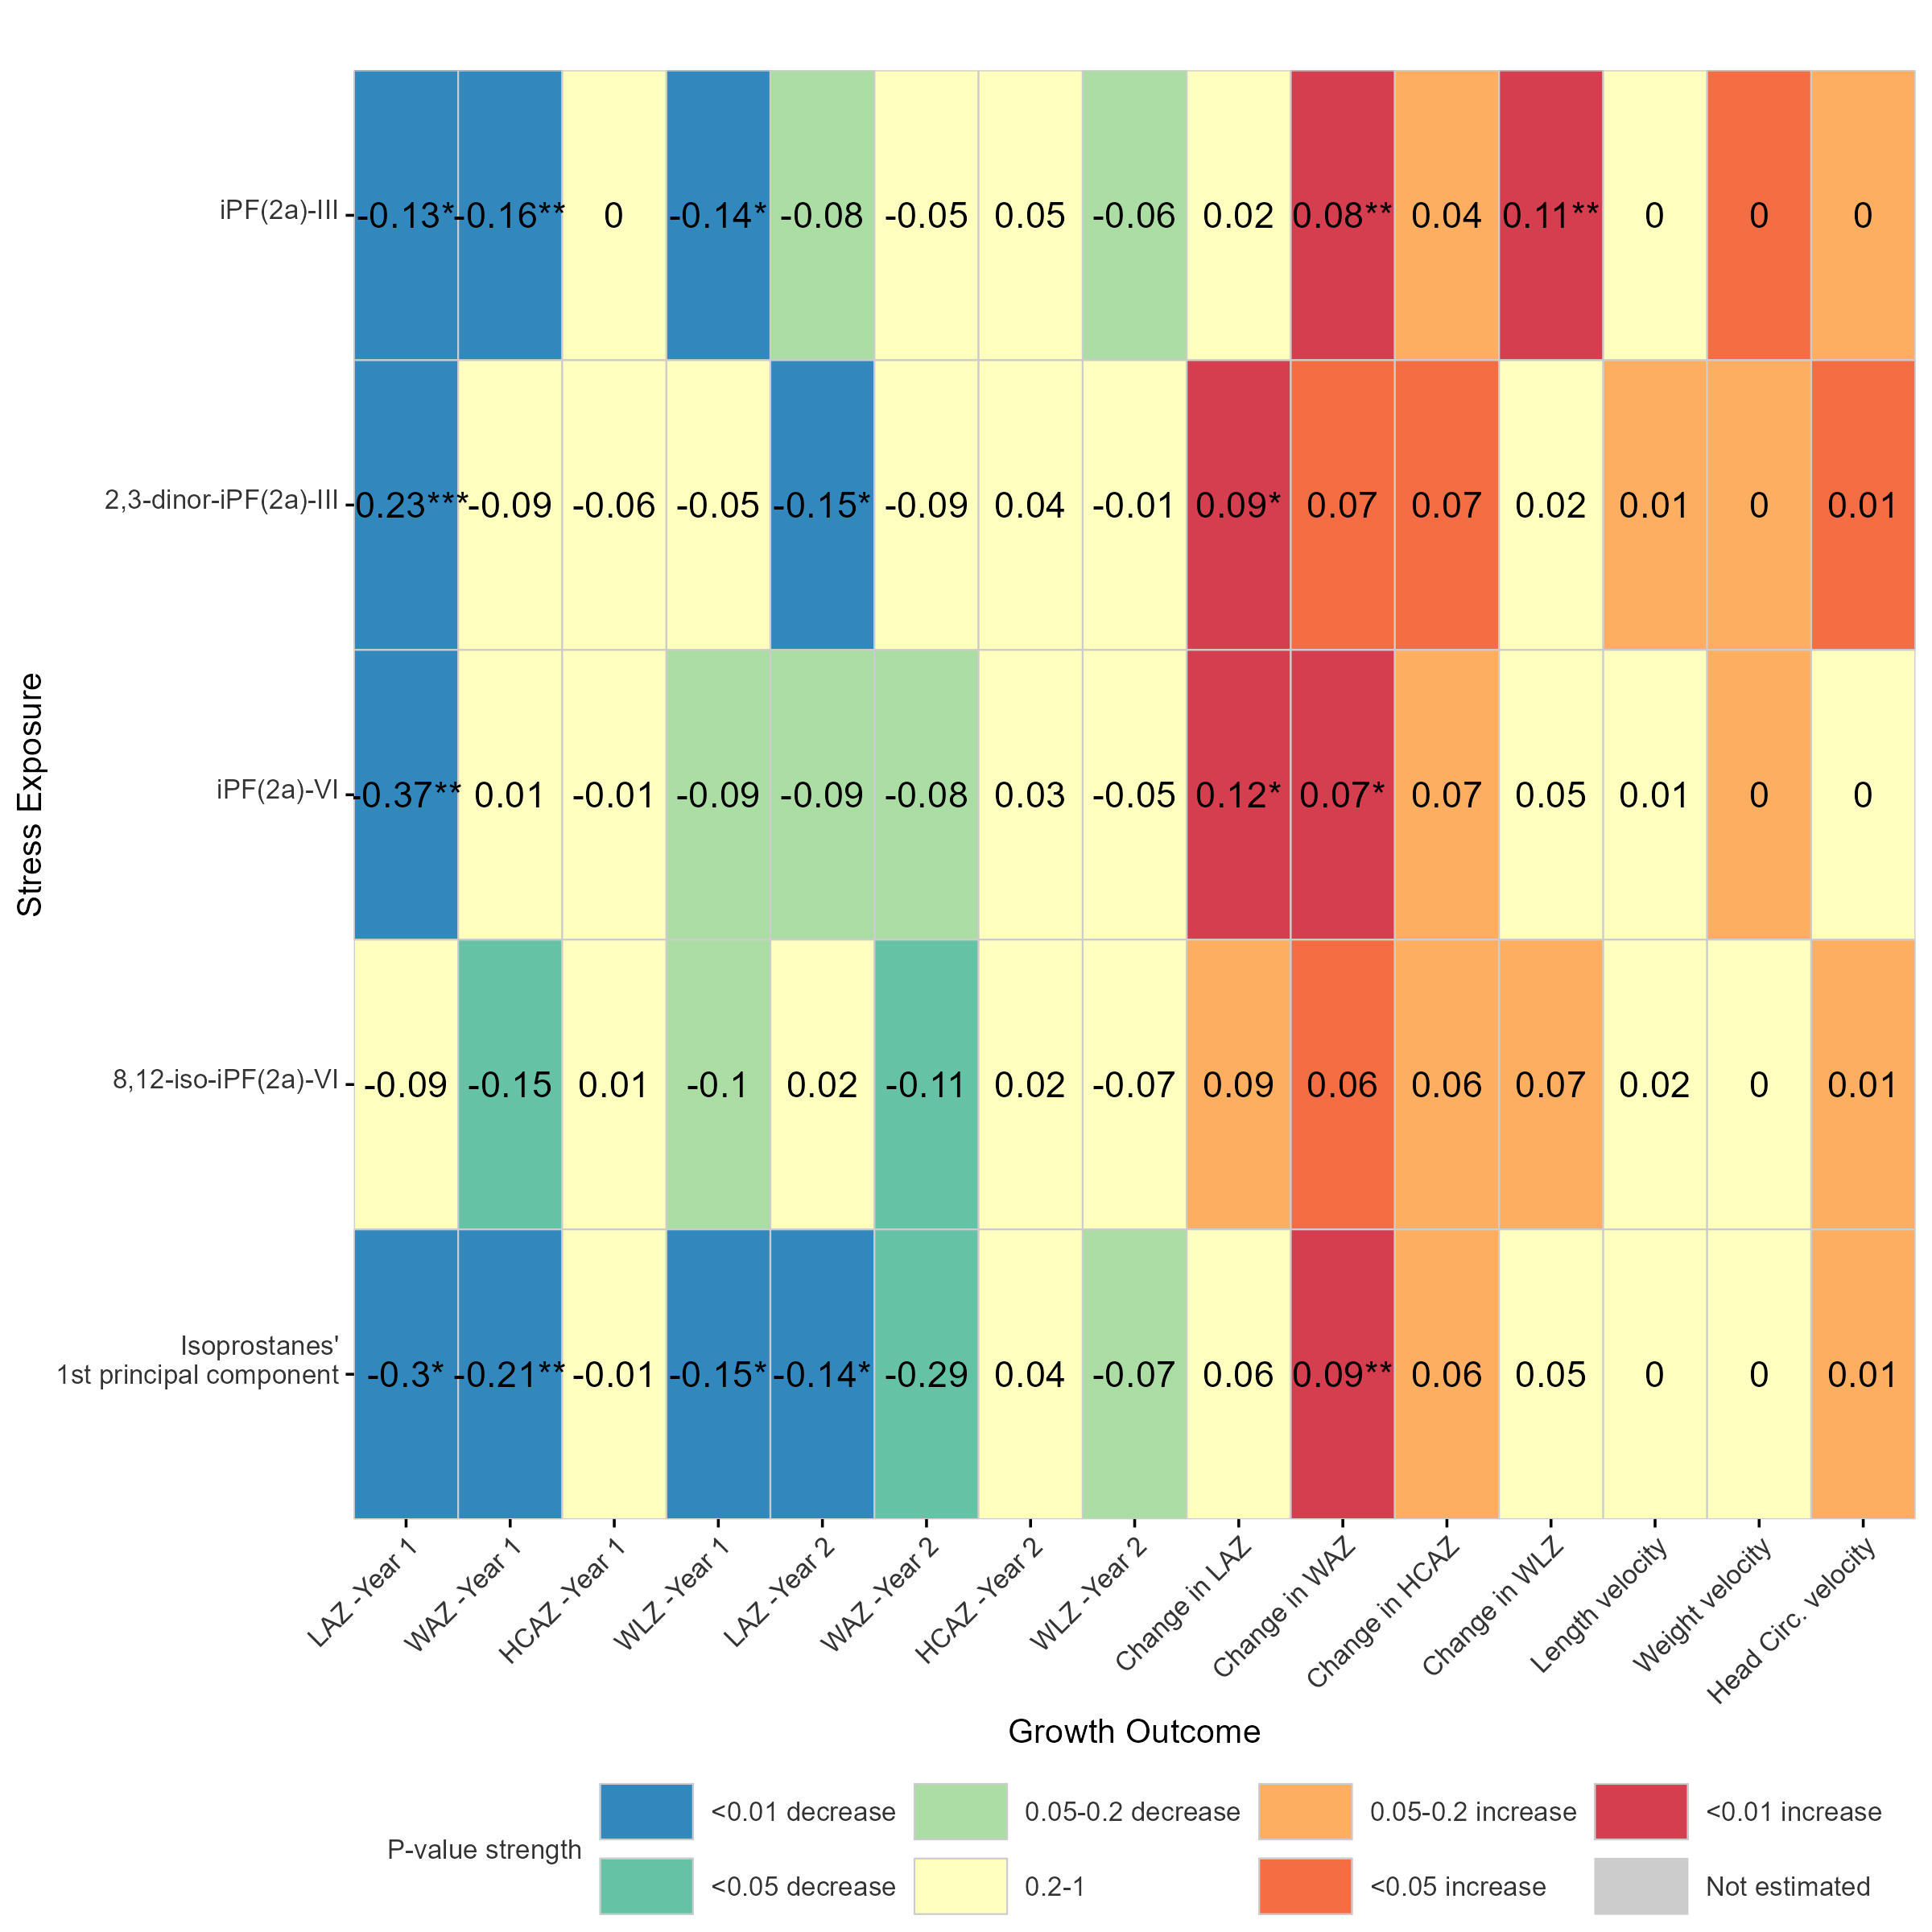 iPF(2a)-III -0.13* -0.16** 0 -0.14* -0.08 -0.05 0.05 -0.06 0.02 0.08** 0.04 0.11** 0 0 0
2,3-dinor-iPF(2a)-III -0.23*** -0.09 -0.06 -0.05 -0.15* -0.09 0.04 -0.01 0.09* 0.07 0.07 0.02 0.01 0 0.01
iPF(2a)-VI -0.37** 0.01 -0.01 -0.09 -0.09 -0.08 0.03 -0.05 0.12* 0.07* 0.07 0.05 0.01 0 0
8,12-iso-iPF(2a)-VI -0.09 -0.15 0.01 -0.1 0.02 -0.11 0.02 -0.07 0.09 0.06 0.06 0.07 0.02 0 0.01
Isoprostanes'
1st principal component -0.3* -0.21** -0.01 -0.15* -0.14* -0.29 0.04 -0.07 0.06 0.09** 0.06 0.05 0 0 0.01
Stress Exposure
LAZ -Year 1
WAZ -Year 1
HCAZ -Year 1
WLZ -Year 1
LAZ -Year 2
WAZ -Year 2
HCAZ -Year 2
WLZ -Year 2
Change in LAZ
Change in WAZ
Change in HCAZ
Change in WLZ
Length velocity
Weight velocity
Head Circ. velocity
Growth Outcome
P-value strength
<0.01 decrease 0.05-0.2 decrease 0.05-0.2 increase <0.01 increase
<0.05 decrease 0.2-1 <0.05 increase Not estimated